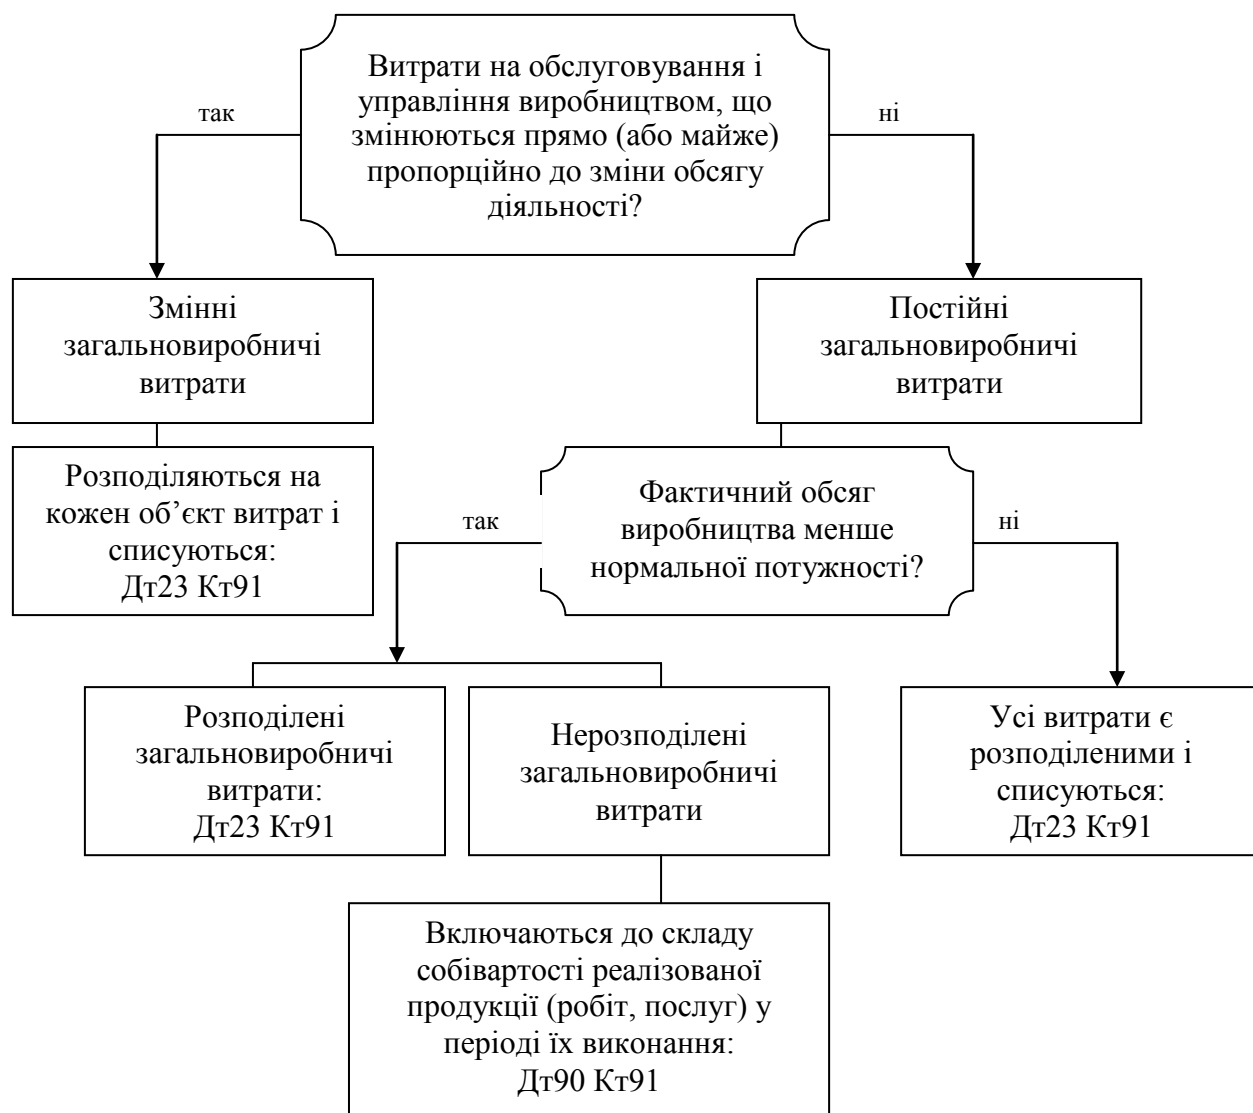 Витрати на обслуговування і
управління виробництвом, що
змінюються прямо (або майже)
пропорційно до зміни обсягу
діяльності?
так
ні
Змінні
загальновиробничі
витрати
Постійні
загальновиробничі
витрати
Розподіляються на
кожен об’єкт витрат і
списуються:
Дт23 Кт91
Фактичний обсяг
виробництва менше
нормальної потужності?
так
ні
Розподілені
загальновиробничі
витрати:
Дт23 Кт91
Нерозподілені
загальновиробничі
витрати
Усі витрати є
розподіленими і
списуються:
Дт23 Кт91
Включаються до складу
собівартості реалізованої
продукції (робіт, послуг) у
періоді їх виконання:
Дт90 Кт91